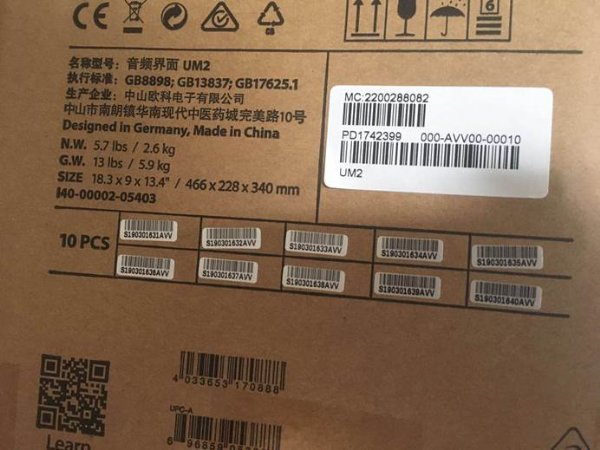 CE
6
名称型号: 音频界面 UM2
执行标准: GB8898; GB13837; GB17625.1
生产企业: 中山欧科电子有限公司
中山市南朗镇华南现代中医药城完美路10号
Designed in Germany, Made in China
N.W. 5.7 lbs / 2.6 kg
G.W. 13 lbs / 5.9 kg
SIZE 18.3 x 9 x 13.4" / 466 x 228 x 340 mm
I40-00002-05403
MC:2200288082
PD1742399 000-AVV00-00010
UM2
10 PCS
S190301631AVV S190301632AVV S190301633AVV S190301634AVV S190301635AVV
S190301636AVV S190301637AVV S190301638AVV S190301639AVV S190301640AVV
4 033653 170888
UPC-A
Learn